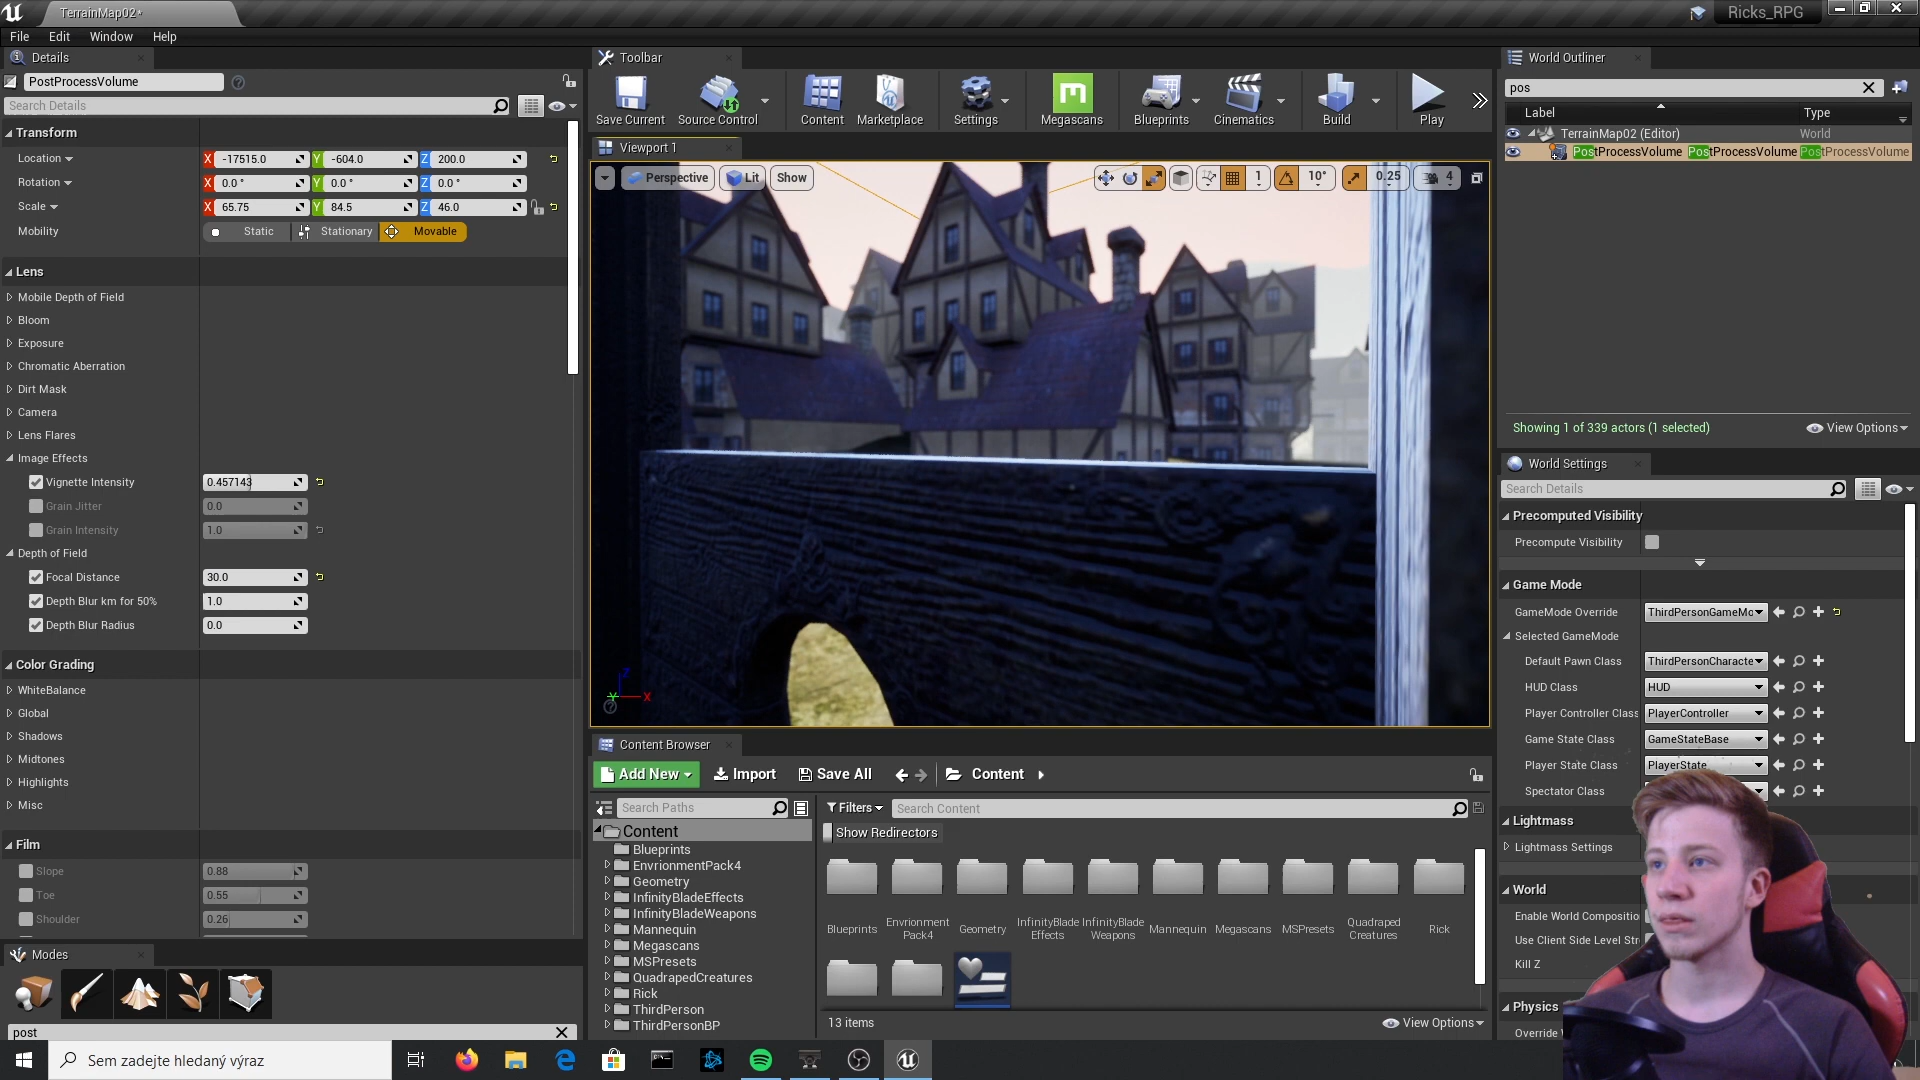 TerrainMap02*
Ricks_RPG
File Edit Window Help
Details
PostProcessVolume
Search Details
Transform
Location X -17515.0 Y -604.0 Z 200.0
Rotation X 0.0 ° Y 0.0 ° Z 0.0 °
Scale X 65.75 Y 84.5 Z 46.0
Mobility Static Stationary Movable
Lens
Mobile Depth of Field
Bloom
Exposure
Chromatic Aberration
Dirt Mask
Camera
Lens Flares
Image Effects
Vignette Intensity 0.457143
Grain Jitter 0.0
Grain Intensity 1.0
Depth of Field
Focal Distance 30.0
Depth Blur km for 50% 1.0
Depth Blur Radius 0.0
Color Grading
WhiteBalance
Global
Shadows
Midtones
Highlights
Misc
Film
Slope 0.88
Toe 0.55
Shoulder 0.26
Modes
post
Toolbar
Save Current Source Control Content Marketplace Settings Megascans Blueprints Cinematics Build Play
Viewport 1
Perspective Lit Show 1 10° 0.25 4
Z
Y X
Content Browser
Add New Import Save All Content
Search Paths
Filters Search Content
Show Redirectors
Content
Blueprints
EnvrionmentPack4
Geometry
InfinityBladeEffects
InfinityBladeWeapons
Mannequin
Megascans
MSPresets
QuadrapedCreatures
Rick
ThirdPerson
ThirdPersonBP
Blueprints
Envrionment
Pack4
Geometry
InfinityBlade
Effects
InfinityBlade
Weapons
Mannequin
Megascans
MSPresets
Quadraped
Creatures
Rick
13 items
View Options
World Outliner
pos
Label Type
TerrainMap02 (Editor) World
PostProcessVolume PostProcessVolume PostProcessVolume
Showing 1 of 339 actors (1 selected)
View Options
World Settings
Search Details
Precomputed Visibility
Precompute Visibility
Game Mode
GameMode Override ThirdPersonGameMo
Selected GameMode
Default Pawn Class ThirdPersonCharacte
HUD Class HUD
Player Controller Class PlayerController
Game State Class GameStateBase
Player State Class PlayerState
Spectator Class
Lightmass
Lightmass Settings
World
Enable World Compositio
Use Client Side Level Str
Kill Z
Physics
Override
Sem zadejte hledaný výraz